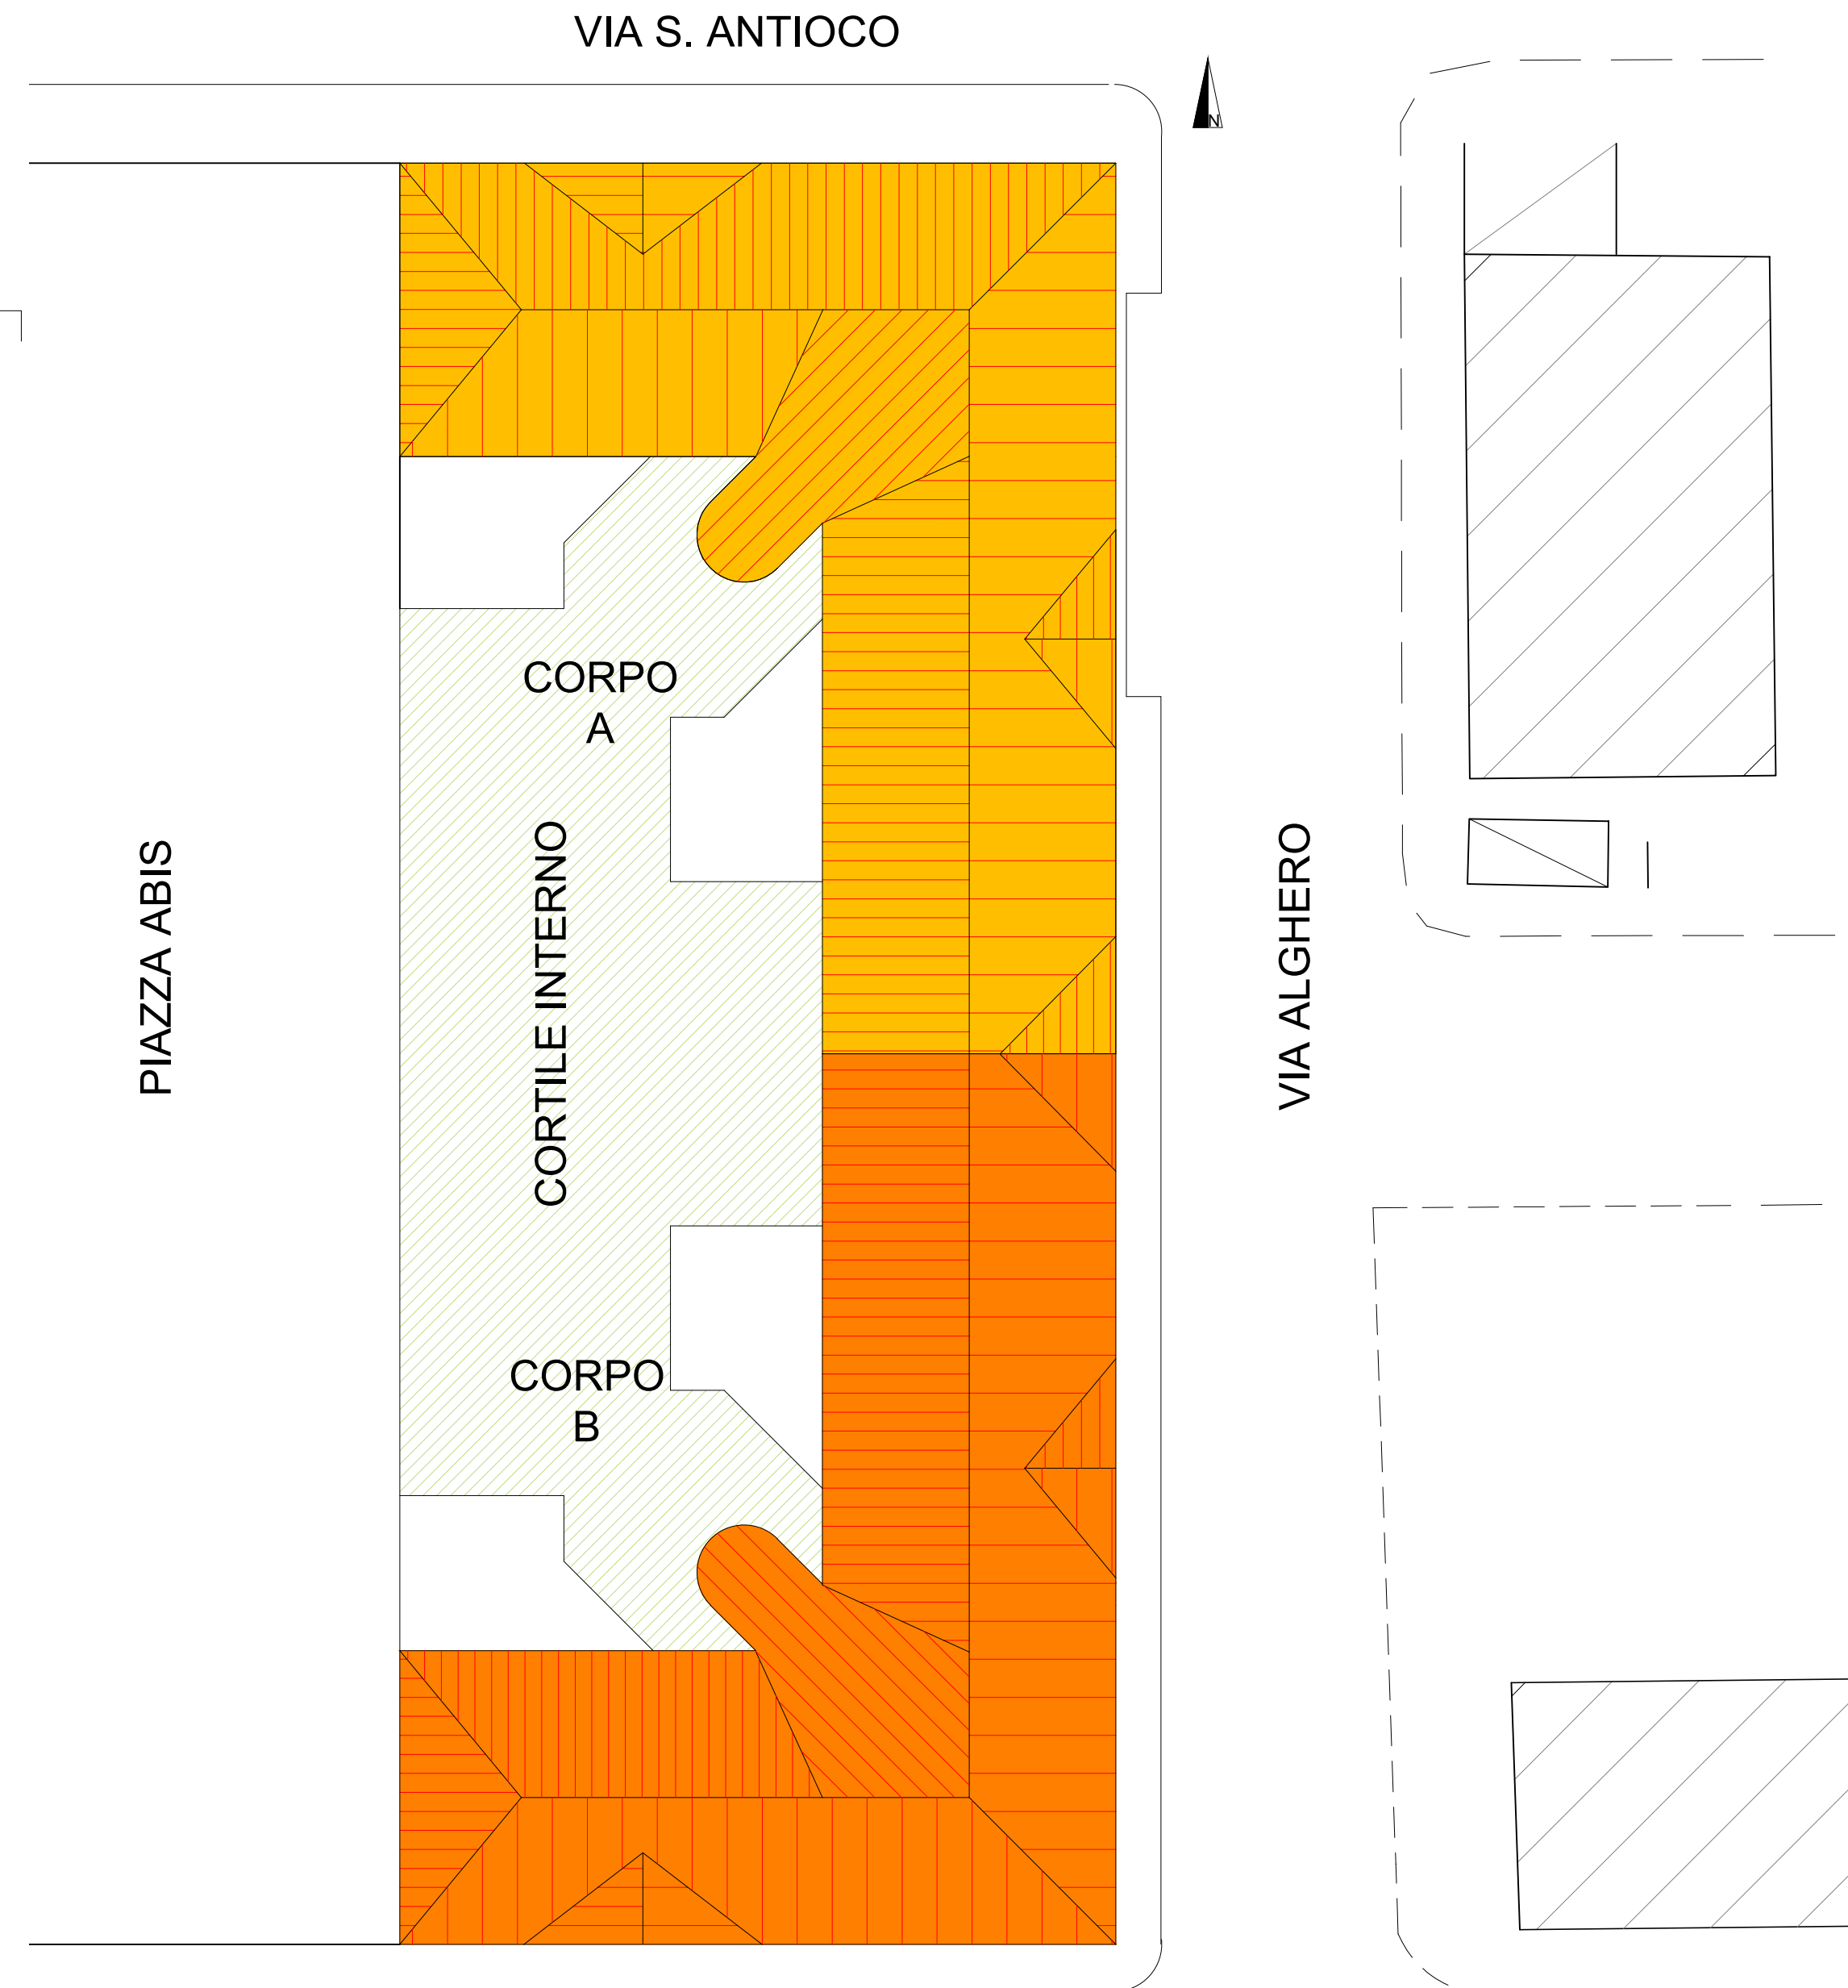 VIA S. ANTIOCO
N
CORPO
A
PIAZZA ABIS
CORTILE INTERNO
VIA ALGHERO
CORPO
B